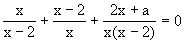 x/(x − 2) + (x − 2)/x + (2x + a)/(x(x − 2)) = 0